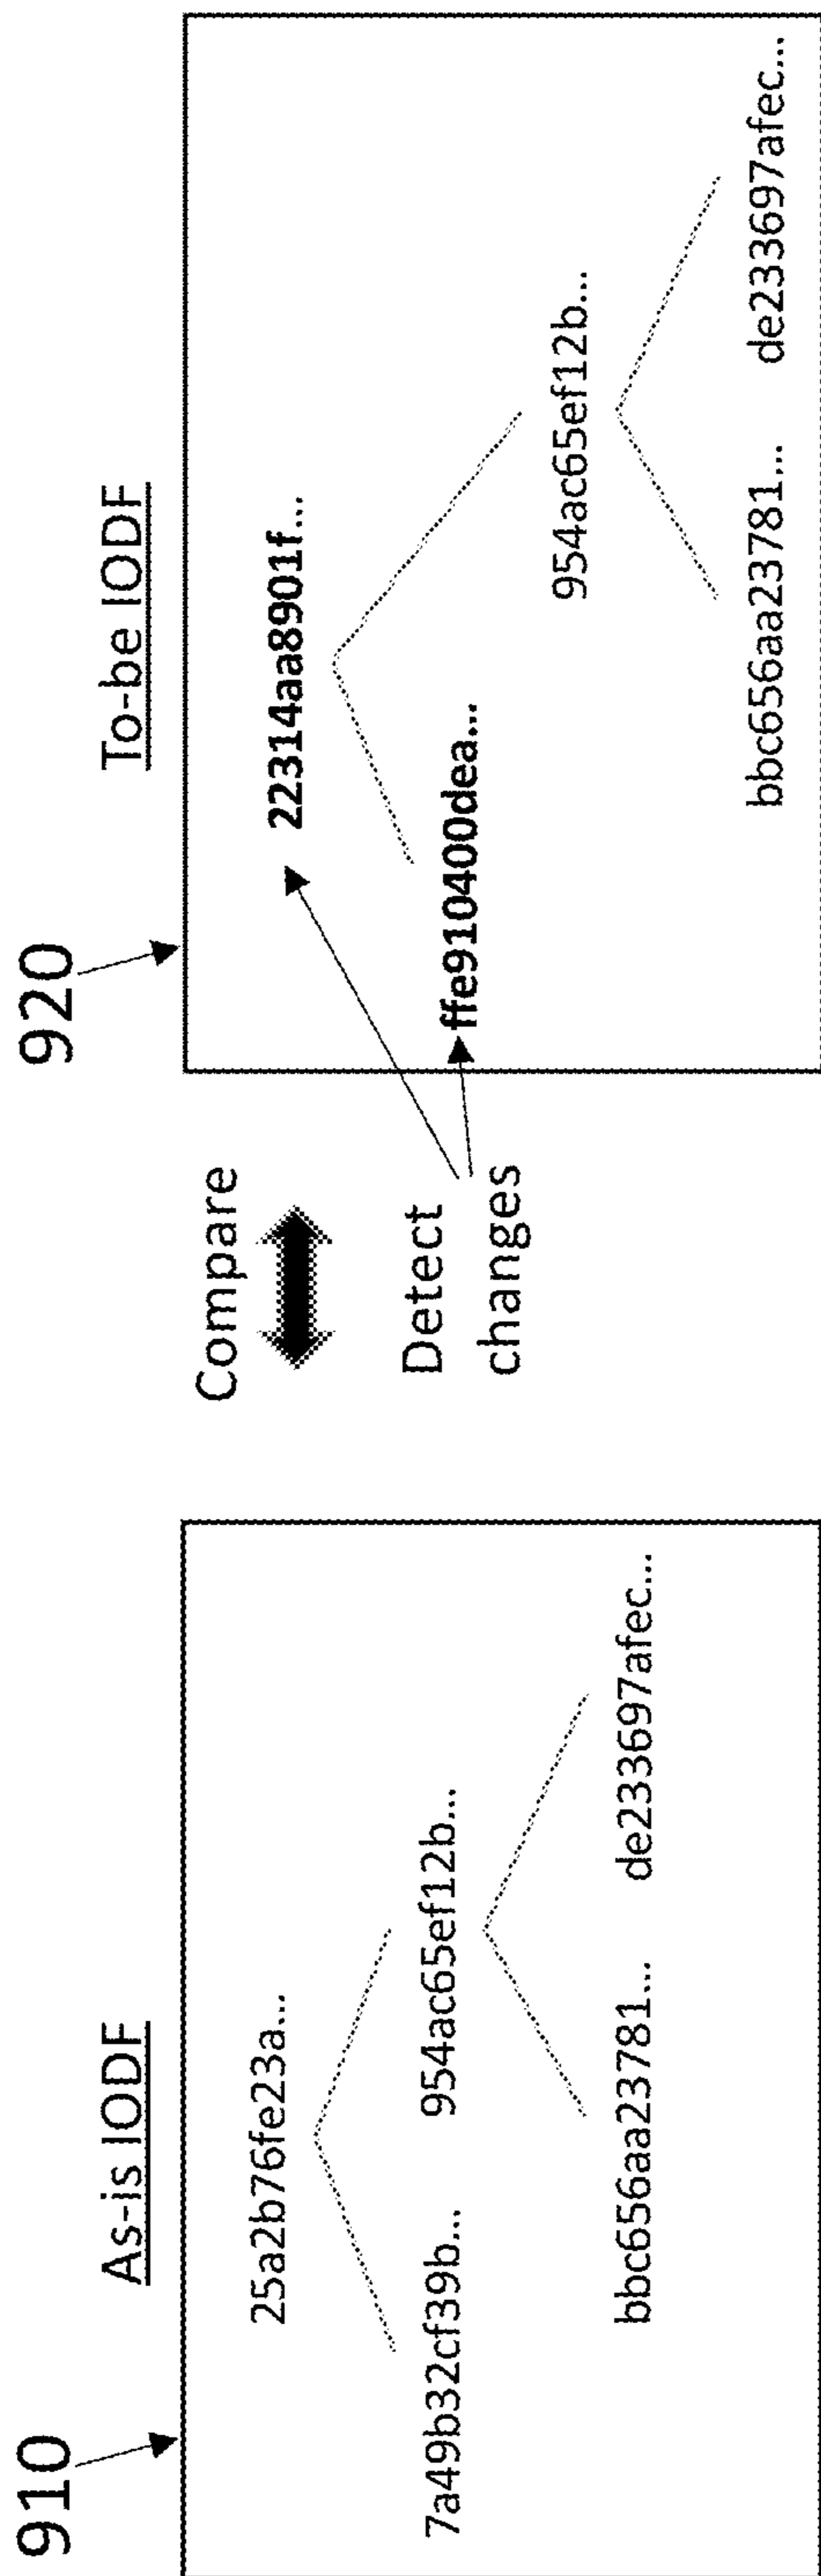 910
As-is IODF
25a2b76fe23a...
7a49b32cf39b...
954ac65ef12b...
bbc656aa23781...
de233697afec...
Compare
Detect
changes
920
To-be IODF
22314aa8901f...
ffe910400dea...
954ac65ef12b...
bbc656aa23781...
de233697afec...